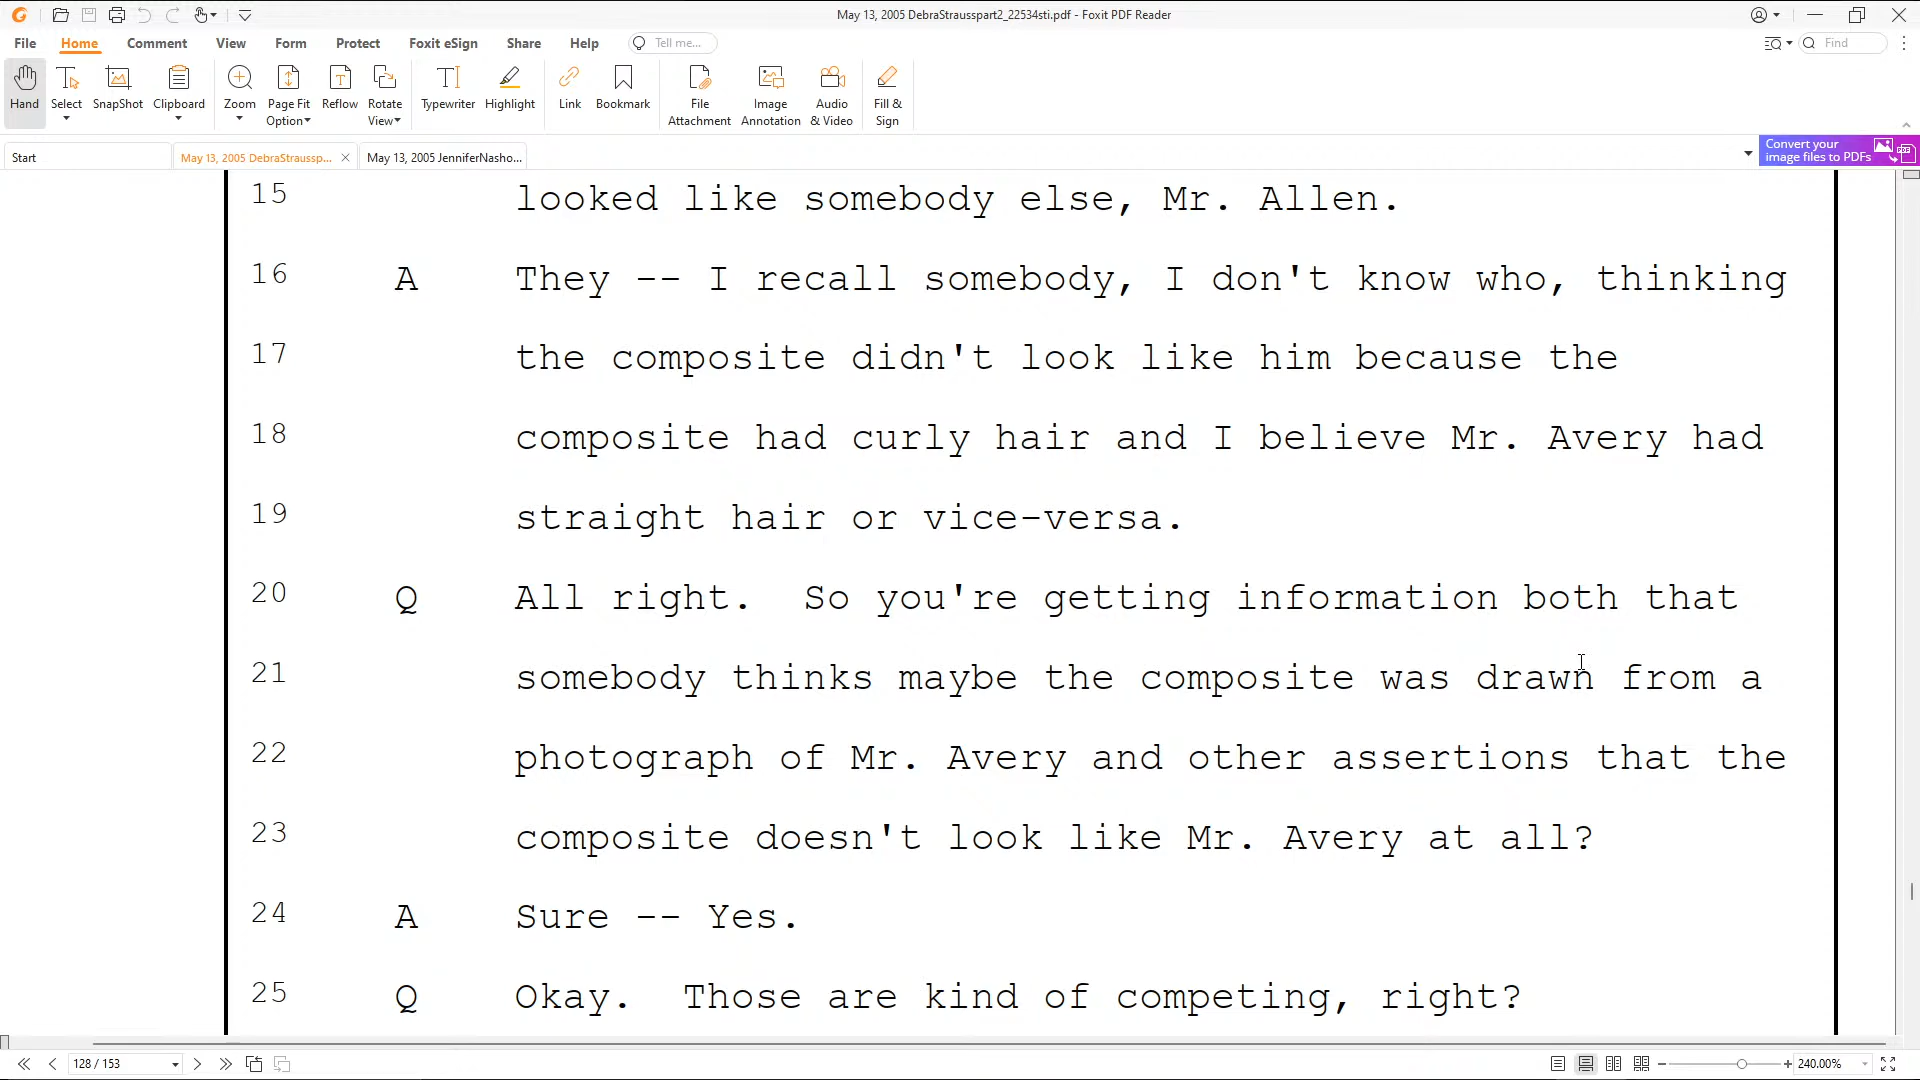 May 13, 2005 DebraStrausspart2_22534sti.pdf - Foxit PDF Reader
File Home Comment View Form Protect Foxit eSign Share Help Tell me... Find
Hand Select SnapShot Clipboard Zoom Page Fit Option Reflow Rotate View Typewriter Highlight Link Bookmark File Attachment Image Annotation Audio & Video Fill & Sign
Start May 13, 2005 DebraStraussp... May 13, 2005 JenniferNasho...
Convert your
image files to PDFs
15 looked like somebody else, Mr. Allen.
16 A They -- I recall somebody, I don't know who, thinking
17 the composite didn't look like him because the
18 composite had curly hair and I believe Mr. Avery had
19 straight hair or vice-versa.
20 Q All right. So you're getting information both that
21 somebody thinks maybe the composite was drawn from a
22 photograph of Mr. Avery and other assertions that the
23 composite doesn't look like Mr. Avery at all?
24 A Sure -- Yes.
25 Q Okay. Those are kind of competing, right?
128 / 153 240.00%